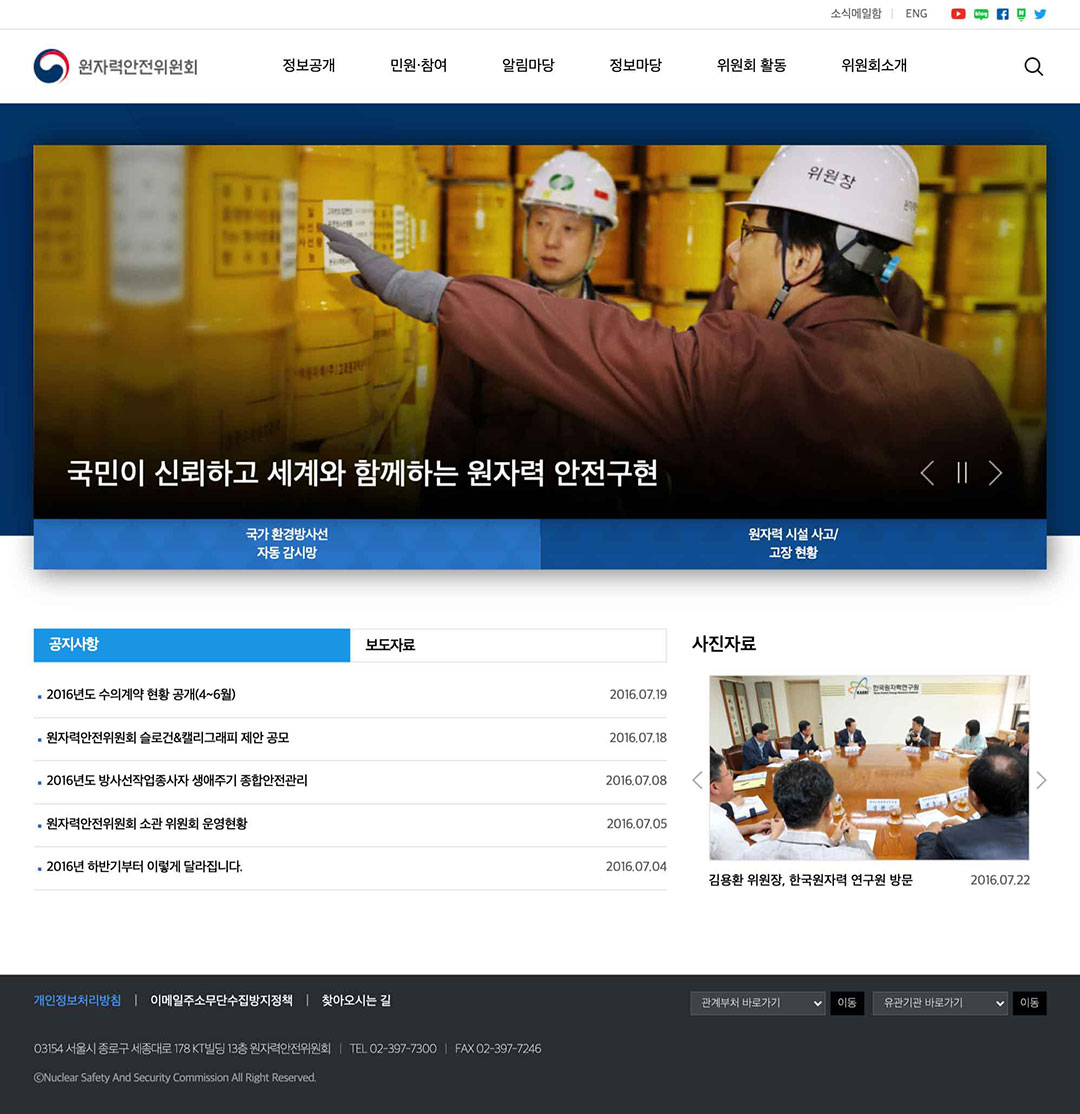 소식메일함 ENG
원자력안전위원회 정보공개 민원·참여 알림마당 정보마당 위원회 활동 위원회소개
위원장
국민이 신뢰하고 세계와 함께하는 원자력 안전구현
국가 환경방사선
자동 감시망
원자력 시설 사고/
고장 현황
공지사항 보도자료
2016년도 수의계약 현황 공개(4~6월) 2016.07.19
원자력안전위원회 슬로건&캘리그래피 제안 공모 2016.07.18
2016년도 방사선작업종사자 생애주기 종합안전관리 2016.07.08
원자력안전위원회 소관 위원회 운영현황 2016.07.05
2016년 하반기부터 이렇게 달라집니다. 2016.07.04
사진자료
한국원자력연구원
김용환 위원장, 한국원자력 연구원 방문 2016.07.22
개인정보처리방침 | 이메일주소무단수집방지정책 | 찾아오시는 길
관계부처 바로가기 이동 유관기관 바로가기 이동
03154 서울시 종로구 세종대로 178 KT빌딩 13층 원자력안전위원회 | TEL 02-397-7300 | FAX 02-397-7246
ⓒNuclear Safety And Security Commission All Right Reserved.